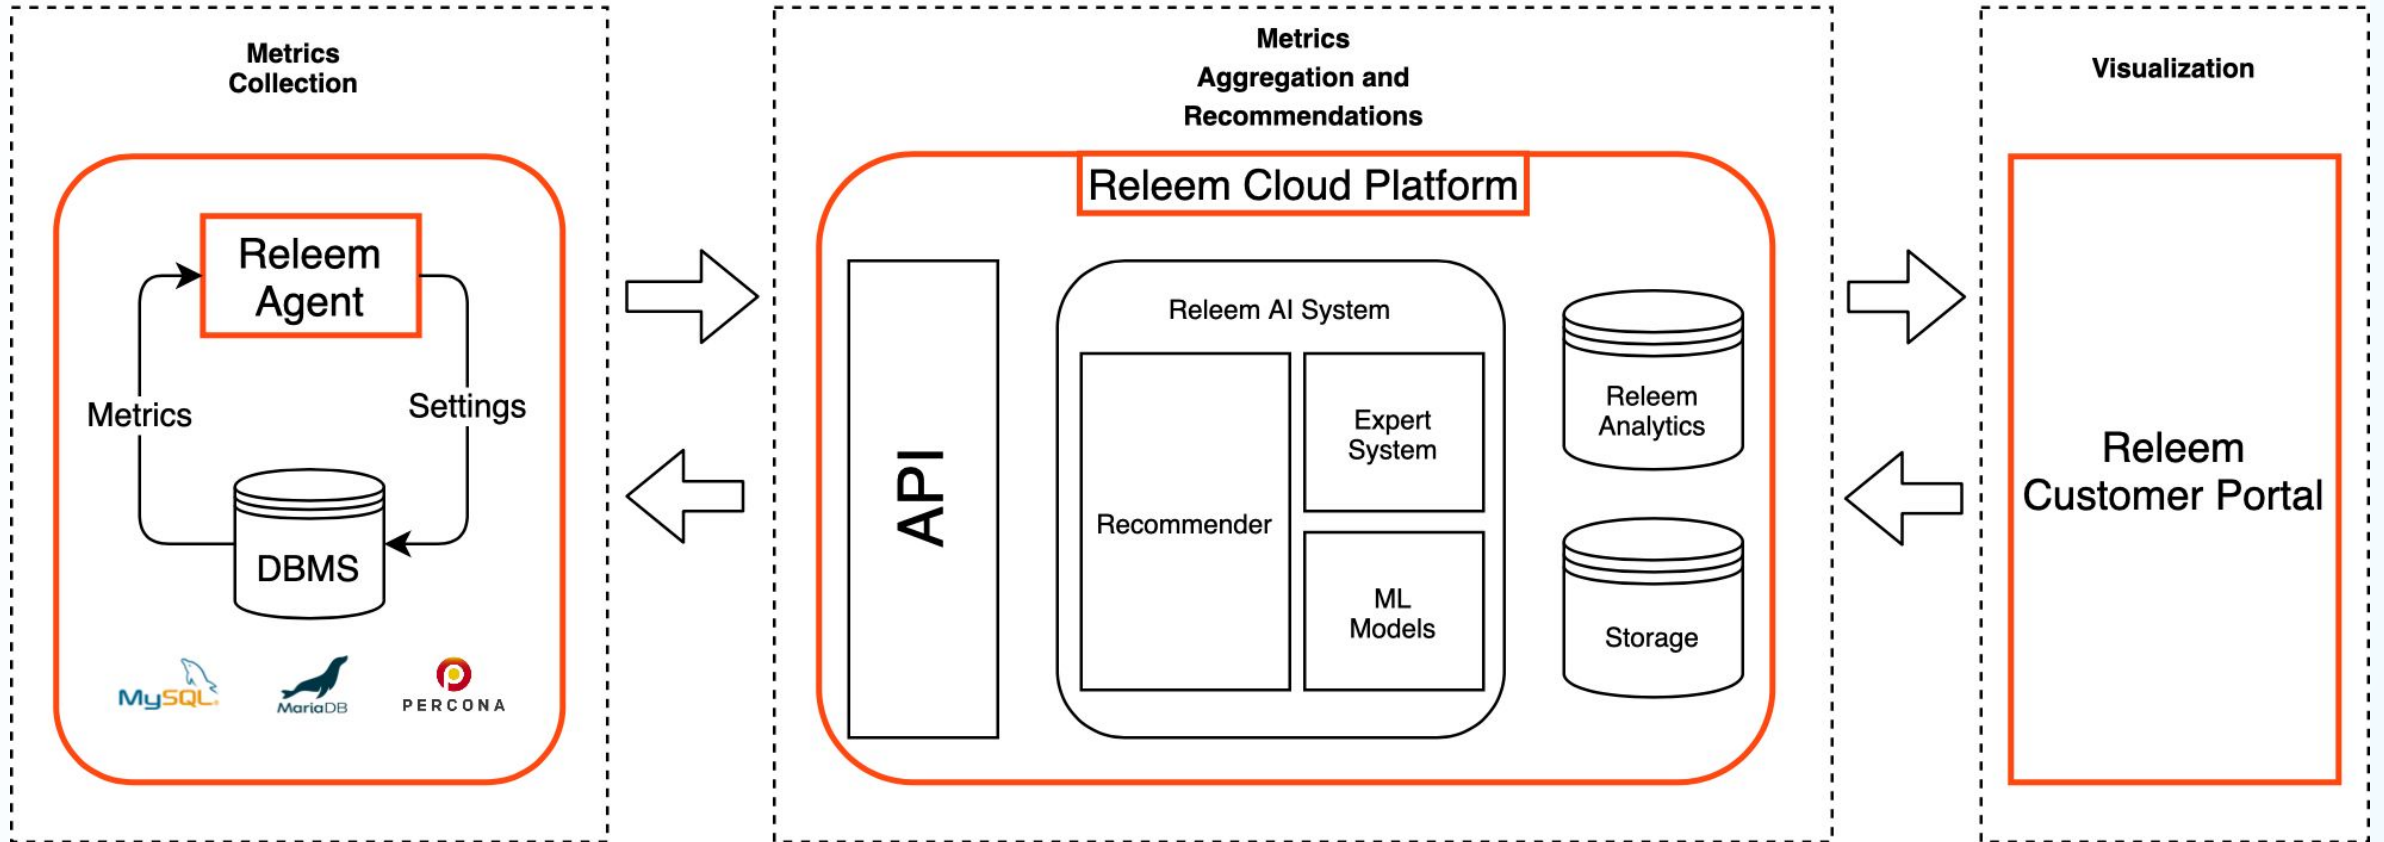 Metrics
Collection
Releem
Agent
Metrics
Settings
DBMS
MySQL
MariaDB
PERCONA
Metrics
Aggregation and
Recommendations
Releem Cloud Platform
API
Releem AI System
Recommender
Expert
System
ML
Models
Releem
Analytics
Storage
Visualization
Releem
Customer Portal